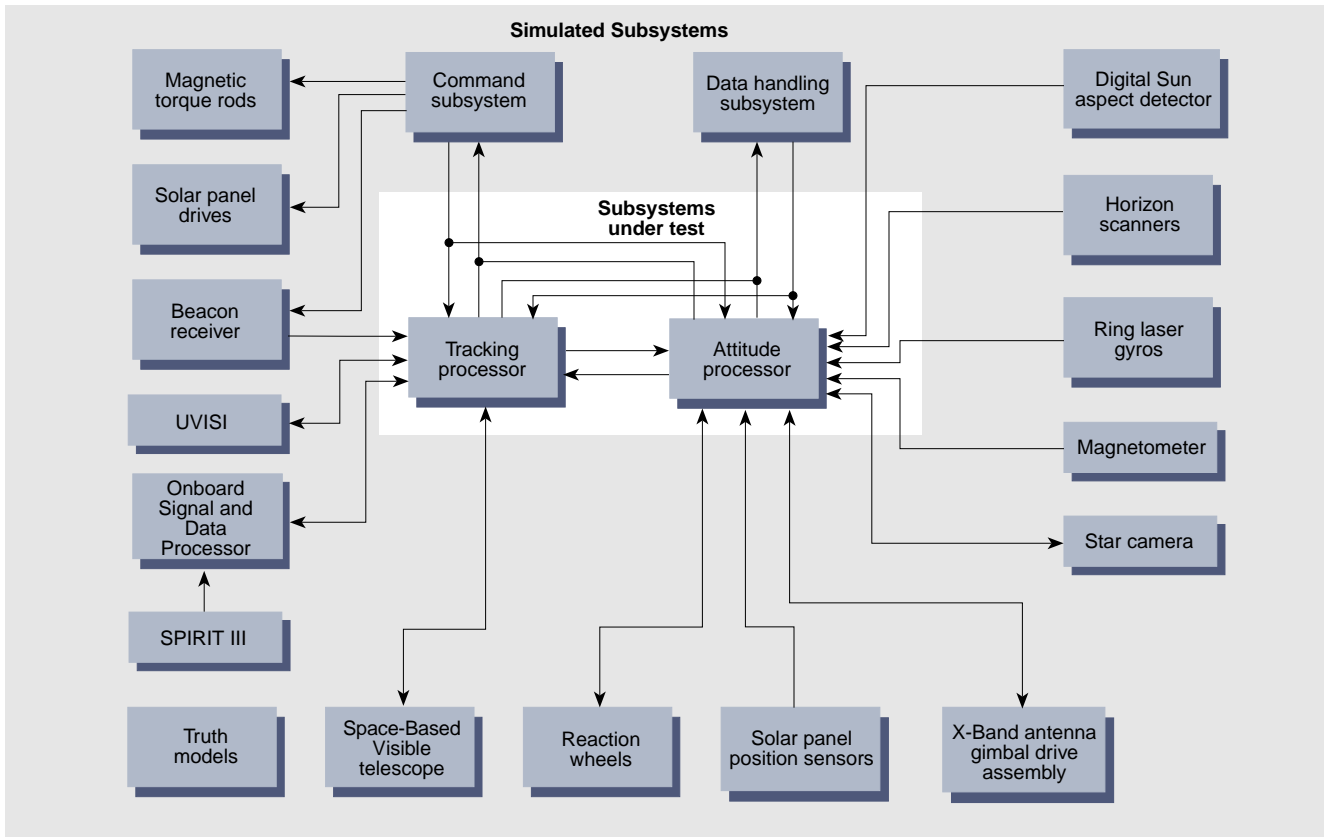 Simulated Subsystems
Magnetic
torque rods
Command
subsystem
Data handling
subsystem
Digital Sun
aspect detector
Solar panel
drives
Subsystems
under test
Horizon
scanners
Beacon
receiver
Tracking
processor
Attitude
processor
Ring laser
gyros
UVISI
Magnetometer
Onboard
Signal and
Data
Processor
Star camera
SPIRIT III
Truth
models
Space-Based
Visible
telescope
Reaction
wheels
Solar panel
position sensors
X-Band antenna
gimbal drive
assembly